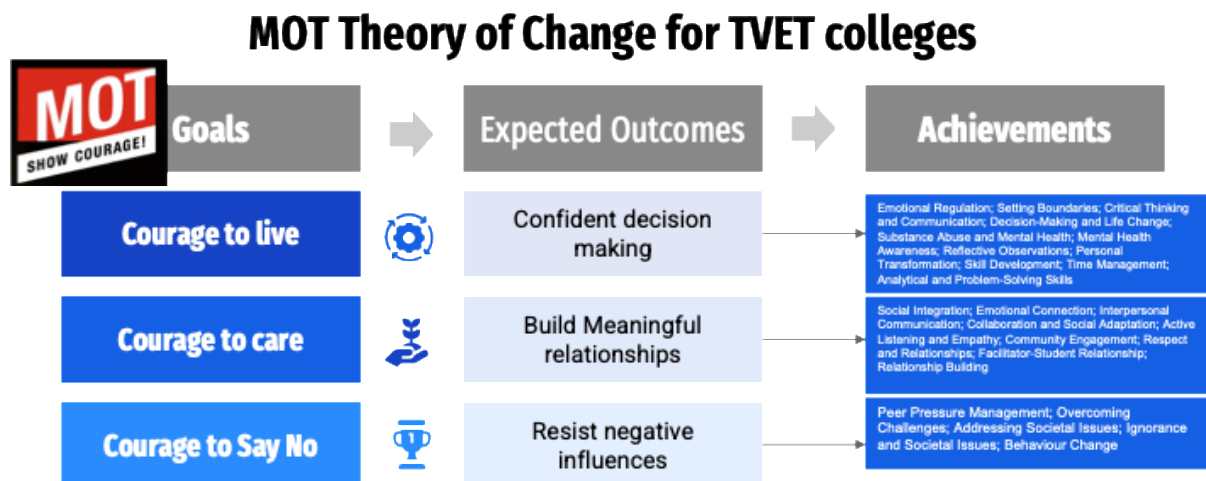 MOT Theory of Change for TVET colleges
MOT
SHOW COURAGE!
Goals
Expected Outcomes
Achievements
Courage to live
Confident decision
making
Emotional Regulation; Setting Boundaries; Critical Thinking
and Communication; Decision-Making and Life Change;
Substance Abuse and Mental Health; Mental Health
Awareness; Reflective Observations; Personal
Transformation; Skill Development; Time Management;
Analytical and Problem-Solving Skills
Courage to care
Build Meaningful
relationships
Social Integration; Emotional Connection; Interpersonal
Communication; Collaboration and Social Adaptation; Active
Listening and Empathy; Community Engagement; Respect
and Relationships; Facilitator-Student Relationship;
Relationship Building
Courage to Say No
1
Resist negative
influences
Peer Pressure Management; Overcoming
Challenges; Addressing Societal Issues; Ignorance
and Societal Issues; Behaviour Change